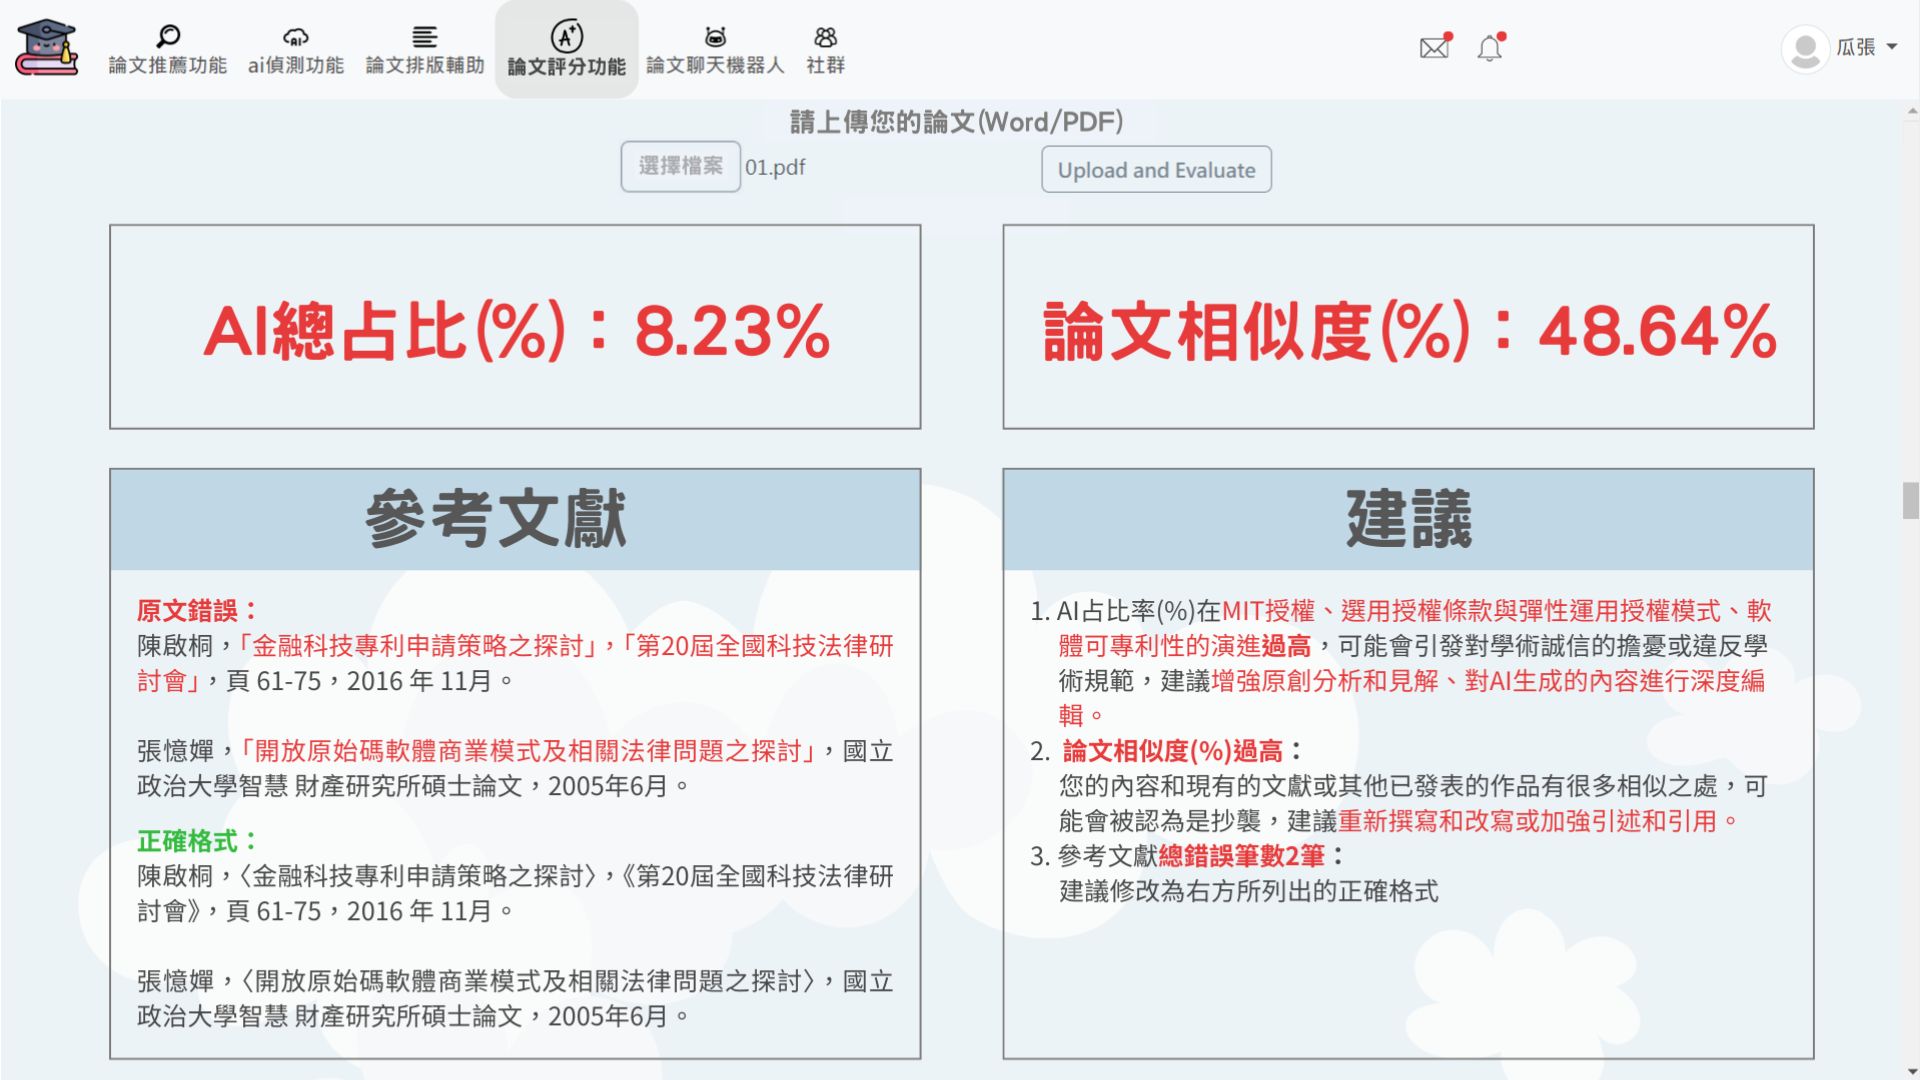 論文推薦功能
ai偵測功能
論文排版輔助
A+
論文評分功能
論文聊天機器人
社群
瓜張
請上傳您的論文(Word/PDF)
選擇檔案 01.pdf
Upload and Evaluate
AI總占比(%)：8.23%
論文相似度(%)：48.64%
參考文獻
原文錯誤：
陳啟桐，「金融科技專利申請策略之探討」，「第20屆全國科技法律研
討會」，頁 61-75，2016 年 11月。
張憶嬋，「開放原始碼軟體商業模式及相關法律問題之探討」，國立
政治大學智慧 財產研究所碩士論文，2005年6月。
正確格式：
陳啟桐，〈金融科技專利申請策略之探討〉，《第20屆全國科技法律研
討會》，頁 61-75，2016 年 11月。
張憶嬋，〈開放原始碼軟體商業模式及相關法律問題之探討〉，國立
政治大學智慧 財產研究所碩士論文，2005年6月。
建議
1. AI占比率(%)在MIT授權、選用授權條款與彈性運用授權模式、軟
體可專利性的演進過高，可能會引發對學術誠信的擔憂或違反學
術規範，建議增強原創分析和見解、對AI生成的內容進行深度編
輯。
2. 論文相似度(%)過高：
您的內容和現有的文獻或其他已發表的作品有很多相似之處，可
能會被認為是抄襲，建議重新撰寫和改寫或加強引述和引用。
3. 參考文獻總錯誤筆數2筆：
建議修改為右方所列出的正確格式